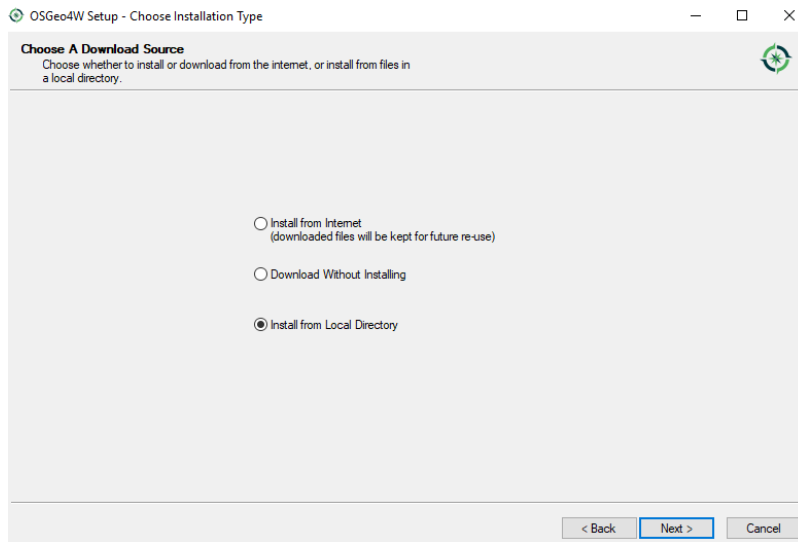 OSGeo4W Setup - Choose Installation Type
Choose A Download Source
Choose whether to install or download from the internet, or install from files in
a local directory.
Install from Internet
(downloaded files will be kept for future re-use)
Download Without Installing
Install from Local Directory
< Back
Next >
Cancel